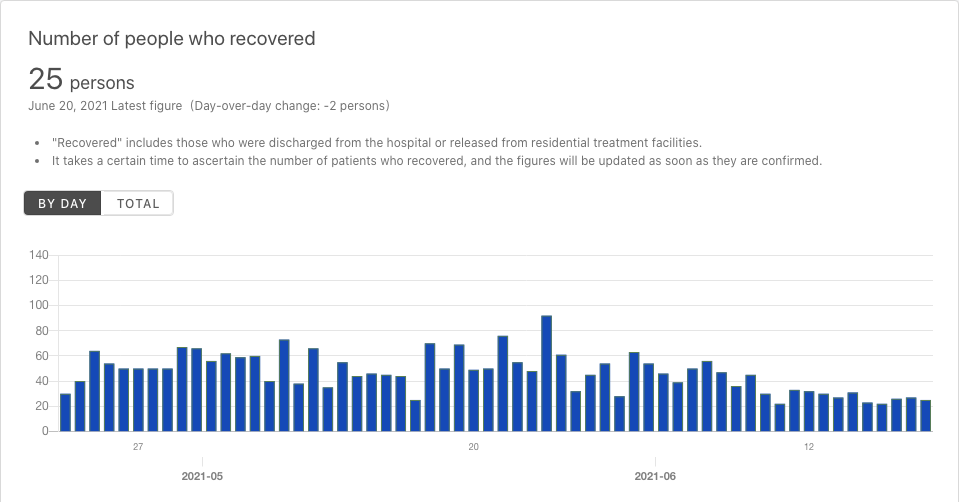 Number of people who recovered
25 persons
June 20, 2021 Latest figure (Day-over-day change: -2 persons)
• "Recovered" includes those who were discharged from the hospital or released from residential treatment facilities.
• It takes a certain time to ascertain the number of patients who recovered, and the figures will be updated as soon as they are confirmed.
BY DAY TOTAL
140
120
100
80
60
40
20
0
27 20 12
2021-05 2021-06